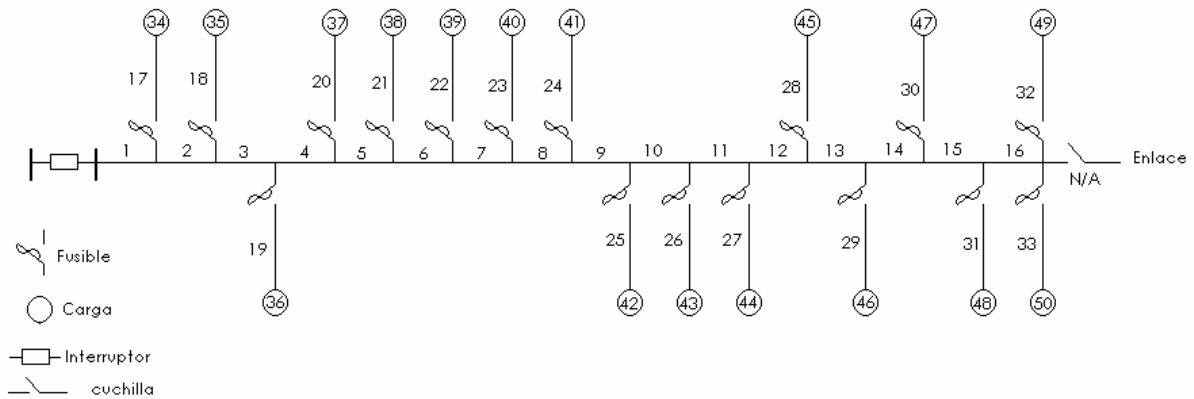 34 35 37 38 39 40 41 45 47 49
17 18 20 21 22 23 24 28 30 32
1 2 3 4 5 6 7 8 9 10 11 12 13 14 15 16 Enlace
N/A
19 25 26 27 29 31 33
36 42 43 44 46 48 50
Fusible
Carga
Interruptor
cuchilla